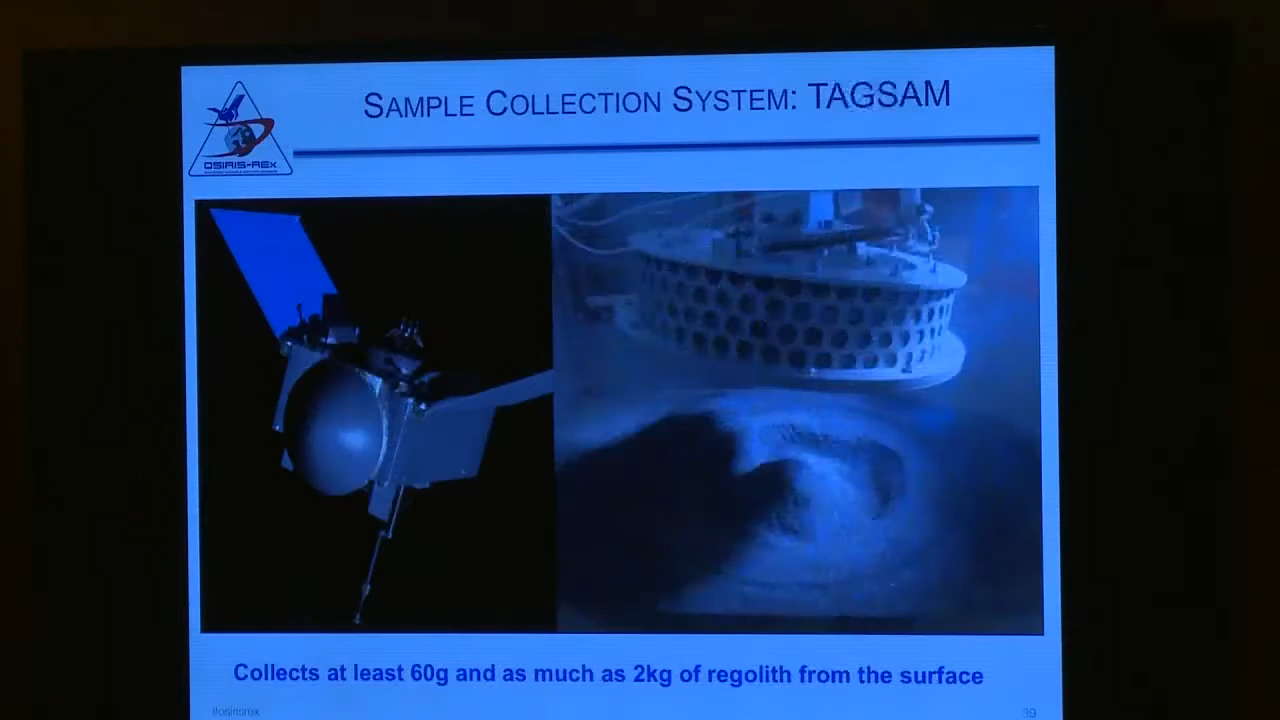 SAMPLE COLLECTION SYSTEM: TAGSAM
OSIRIS-REx
Collects at least 60g and as much as 2kg of regolith from the surface
#osirisrex
39